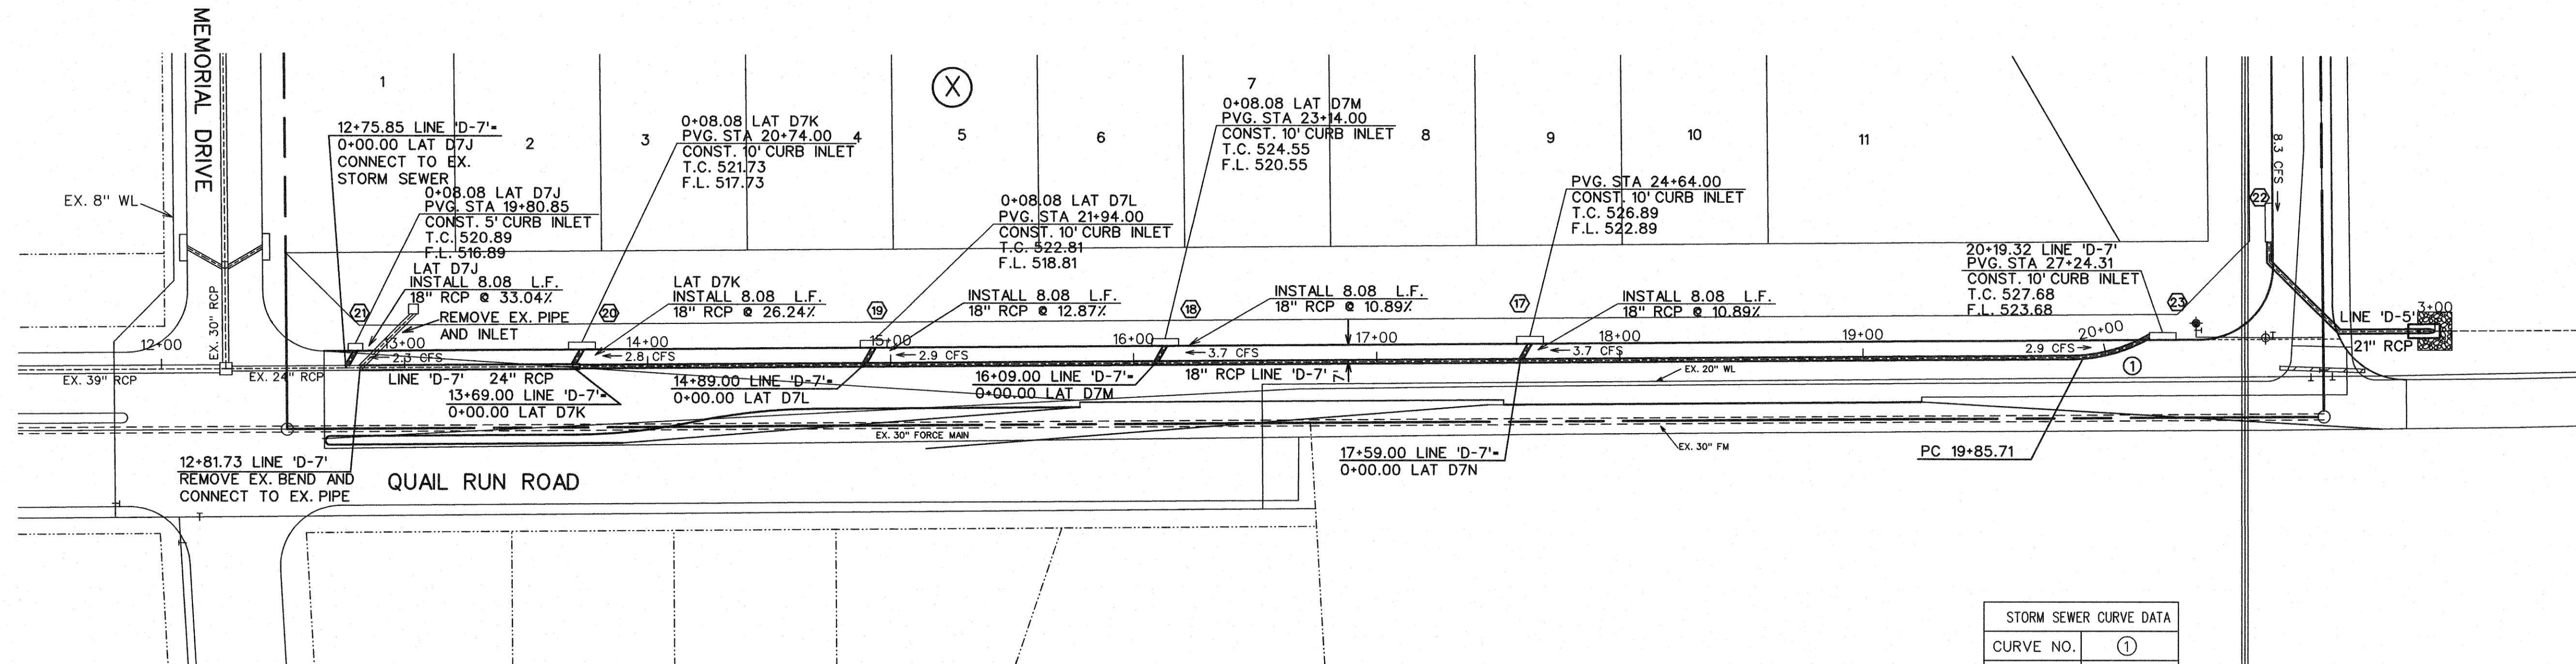 MEMORIAL DRIVE
1
2
3
4
5
6
7
8
9
10
11
X
EX. 8" WL
12+75.85 LINE 'D-7'=
0+00.00 LAT D7J
CONNECT TO EX.
STORM SEWER
0+08.08 LAT D7J
PVG. STA 19+80.85
CONST. 5' CURB INLET
T.C. 520.89
F.L. 516.89
LAT D7J
INSTALL 8.08 L.F.
18" RCP @ 33.04%
REMOVE EX. PIPE
AND INLET
0+08.08 LAT D7K
PVG. STA 20+74.00
CONST. 10' CURB INLET
T.C. 521.73
F.L. 517.73
LAT D7K
INSTALL 8.08 L.F.
18" RCP @ 26.24%
0+08.08 LAT D7L
PVG. STA 21+94.00
CONST. 10' CURB INLET
T.C. 522.81
F.L. 518.81
INSTALL 8.08 L.F.
18" RCP @ 12.87%
0+08.08 LAT D7M
PVG. STA 23+14.00
CONST. 10' CURB INLET
T.C. 524.55
F.L. 520.55
INSTALL 8.08 L.F.
18" RCP @ 10.89%
PVG. STA 24+64.00
CONST. 10' CURB INLET
T.C. 526.89
F.L. 522.89
INSTALL 8.08 L.F.
18" RCP @ 10.89%
20+19.32 LINE 'D-7'
PVG. STA 27+24.31
CONST. 10' CURB INLET
T.C. 527.68
F.L. 523.68
8.3 CFS
22
21
20
19
18
17
23
EX. 30" RCP
12+00
13+00
14+00
15+00
16+00
17+00
18+00
19+00
20+00
3+00
LINE 'D-5'
21" RCP
2.3 CFS
2.8 CFS
2.9 CFS
3.7 CFS
3.7 CFS
2.9 CFS
1
EX. 39" RCP
EX. 24" RCP
LINE 'D-7' 24" RCP
18" RCP LINE 'D-7'
7'
EX. 20" WL
13+69.00 LINE 'D-7'=
0+00.00 LAT D7K
14+89.00 LINE 'D-7'=
0+00.00 LAT D7L
16+09.00 LINE 'D-7'=
0+00.00 LAT D7M
EX. 30" FORCE MAIN
EX. 30" FM
17+59.00 LINE 'D-7'=
0+00.00 LAT D7N
PC 19+85.71
12+81.73 LINE 'D-7'
REMOVE EX. BEND AND
CONNECT TO EX. PIPE
QUAIL RUN ROAD
STORM SEWER CURVE DATA
CURVE NO. 1